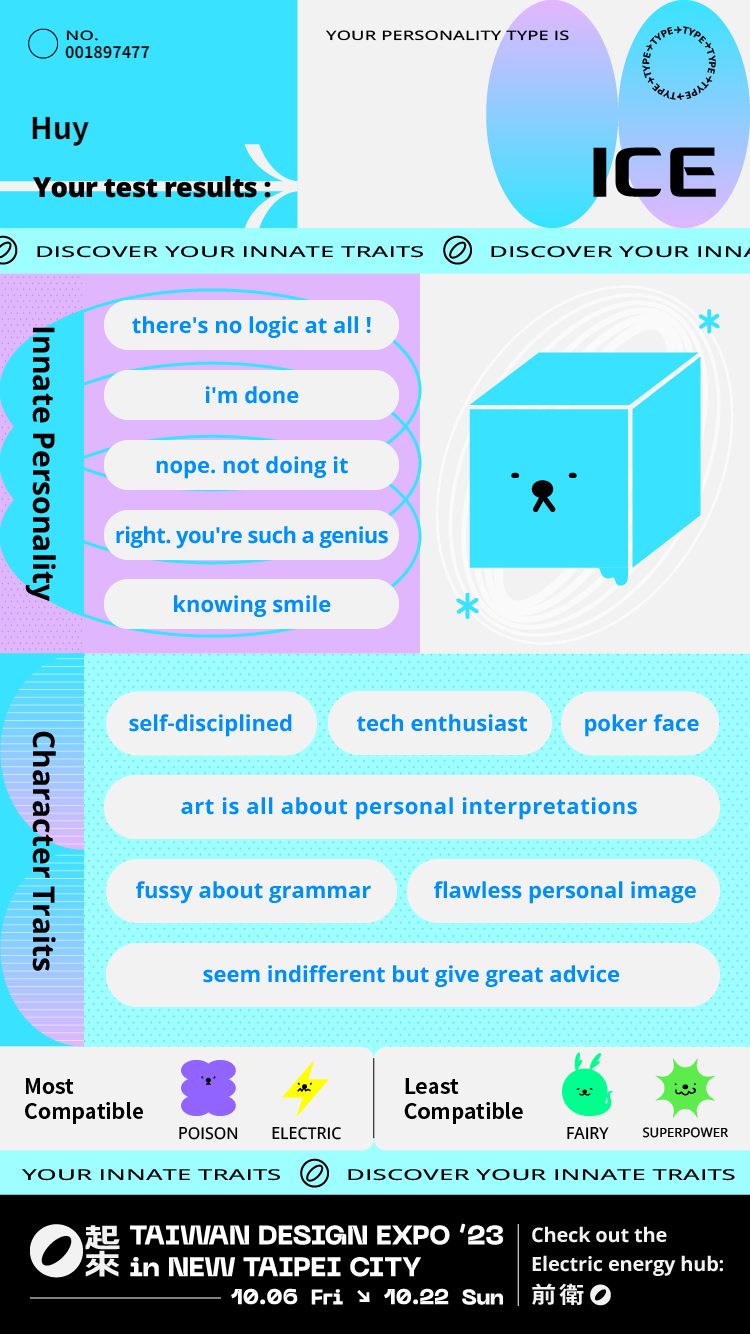 NO.
001897477
YOUR PERSONALITY TYPE IS
TYPE→TYPE→TYPE→TYPE→TYPE→TYPE→TYPE→
Huy
Your test results :
ICE
DISCOVER YOUR INNATE TRAITS DISCOVER YOUR INNA
Innate Personality
there's no logic at all !
i'm done
nope. not doing it
right. you're such a genius
knowing smile
Character Traits
self-disciplined tech enthusiast poker face
art is all about personal interpretations
fussy about grammar flawless personal image
seem indifferent but give great advice
Most
Compatible
POISON ELECTRIC
Least
Compatible
FAIRY SUPERPOWER
YOUR INNATE TRAITS DISCOVER YOUR INNATE TRAITS
起來
TAIWAN DESIGN EXPO '23
in NEW TAIPEI CITY
10.06 Fri ↘ 10.22 Sun
Check out the
Electric energy hub:
前衛